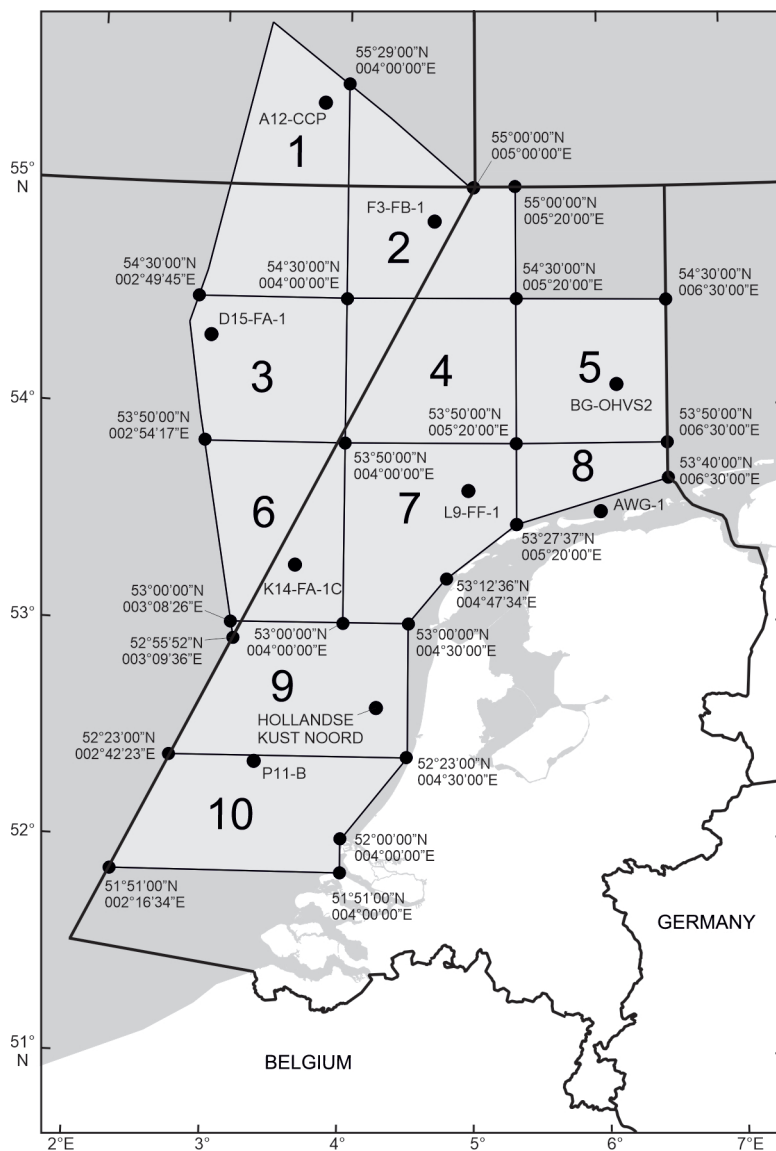 55°29'00"N
004°00'00"E
A12-CCP
1
55°00'00"N
005°00'00"E
55°
N
F3-FB-1
55°00'00"N
005°20'00"E
2
54°30'00"N
002°49'45"E
54°30'00"N
004°00'00"E
54°30'00"N
005°20'00"E
54°30'00"N
006°30'00"E
D15-FA-1
3
4
5
BG-OHVS2
54°
53°50'00"N
002°54'17"E
53°50'00"N
005°20'00"E
53°50'00"N
006°30'00"E
53°50'00"N
004°00'00"E
8
53°40'00"N
006°30'00"E
6
7
L9-FF-1
AWG-1
53°27'37"N
005°20'00"E
K14-FA-1C
53°12'36"N
004°47'34"E
53°00'00"N
003°08'26"E
53°
52°55'52"N
003°09'36"E
53°00'00"N
004°00'00"E
53°00'00"N
004°30'00"E
9
HOLLANDSE
KUST NOORD
52°23'00"N
002°42'23"E
P11-B
52°23'00"N
004°30'00"E
10
52°
52°00'00"N
004°00'00"E
51°51'00"N
002°16'34"E
51°51'00"N
004°00'00"E
GERMANY
51°
N
BELGIUM
2°E
3°
4°
5°
6°
7°E